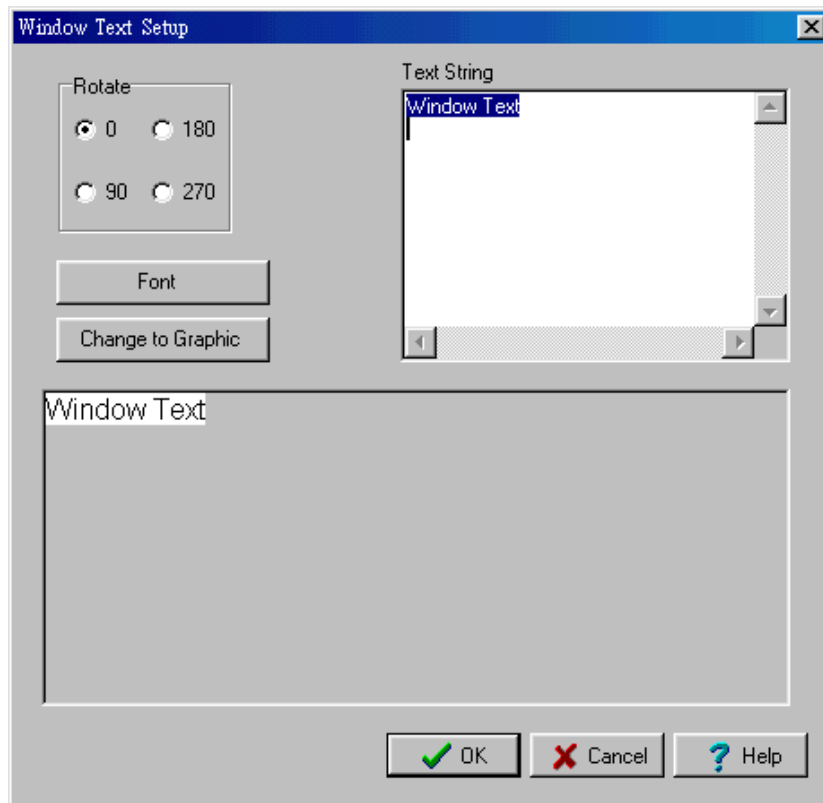 Window Text Setup
Rotate
0 180
90 270
Font
Change to Graphic
Text String
Window Text
Window Text
OK Cancel Help